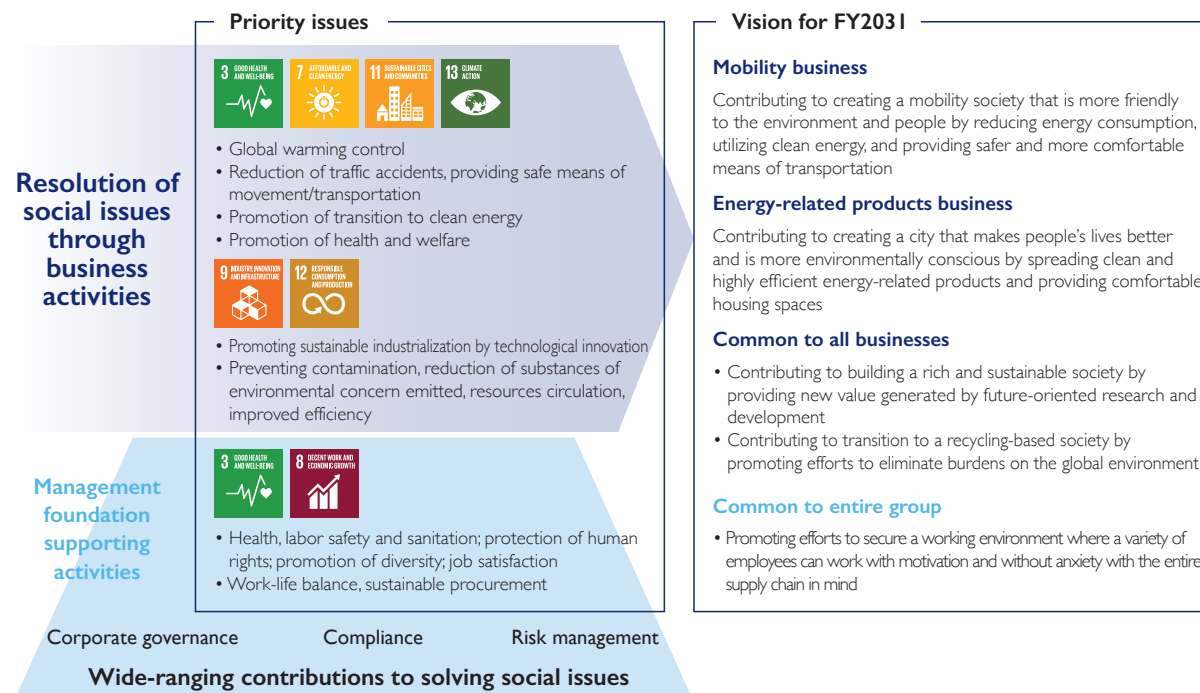 Priority issues
Resolution of
social issues
through
business
activities
3 GOOD HEALTH
AND WELL-BEING
7 AFFORDABLE AND
CLEAN ENERGY
11 SUSTAINABLE CITIES
AND COMMUNITIES
13 CLIMATE
ACTION
• Global warming control
• Reduction of traffic accidents, providing safe means of
movement/transportation
• Promotion of transition to clean energy
• Promotion of health and welfare
9 INDUSTRY, INNOVATION
AND INFRASTRUCTURE
12 RESPONSIBLE
CONSUMPTION
AND PRODUCTION
• Promoting sustainable industrialization by technological innovation
• Preventing contamination, reduction of substances of
environmental concern emitted, resources circulation,
improved efficiency
Management
foundation
supporting
activities
3 GOOD HEALTH
AND WELL-BEING
8 DECENT WORK AND
ECONOMIC GROWTH
• Health, labor safety and sanitation; protection of human
rights; promotion of diversity; job satisfaction
• Work-life balance, sustainable procurement
Corporate governance Compliance Risk management
Wide-ranging contributions to solving social issues
Vision for FY2031
Mobility business
Contributing to creating a mobility society that is more friendly
to the environment and people by reducing energy consumption,
utilizing clean energy, and providing safer and more comfortable
means of transportation
Energy-related products business
Contributing to creating a city that makes people's lives better
and is more environmentally conscious by spreading clean and
highly efficient energy-related products and providing comfortable
housing spaces
Common to all businesses
• Contributing to building a rich and sustainable society by
providing new value generated by future-oriented research and
development
• Contributing to transition to a recycling-based society by
promoting efforts to eliminate burdens on the global environment
Common to entire group
• Promoting efforts to secure a working environment where a variety of
employees can work with motivation and without anxiety with the entire
supply chain in mind